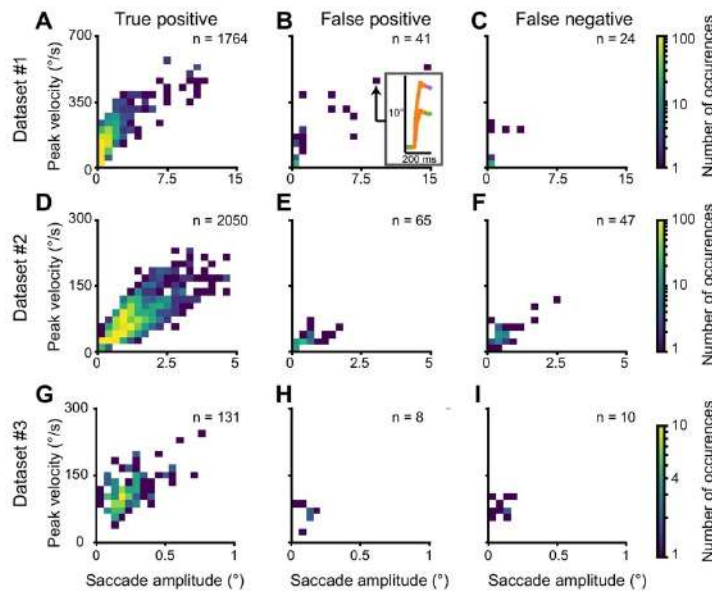 True positive
False positive
False negative
Dataset #1
A
n = 1764
Peak velocity (°/s)
700
350
0
0
7.5
15
B
n = 41
10°
200 ms
0
7.5
15
C
n = 24
0
7.5
15
100
10
1
Number of occurences
Dataset #2
D
n = 2050
Peak velocity (°/s)
300
150
0
0
2.5
5
E
n = 65
0
2.5
5
F
n = 47
0
2.5
5
100
10
1
Number of occurences
Dataset #3
G
n = 131
Peak velocity (°/s)
300
150
0
0
0.5
1
Saccade amplitude (°)
H
n = 8
0
0.5
1
Saccade amplitude (°)
I
n = 10
0
0.5
1
Saccade amplitude (°)
10
4
1
Number of occurences